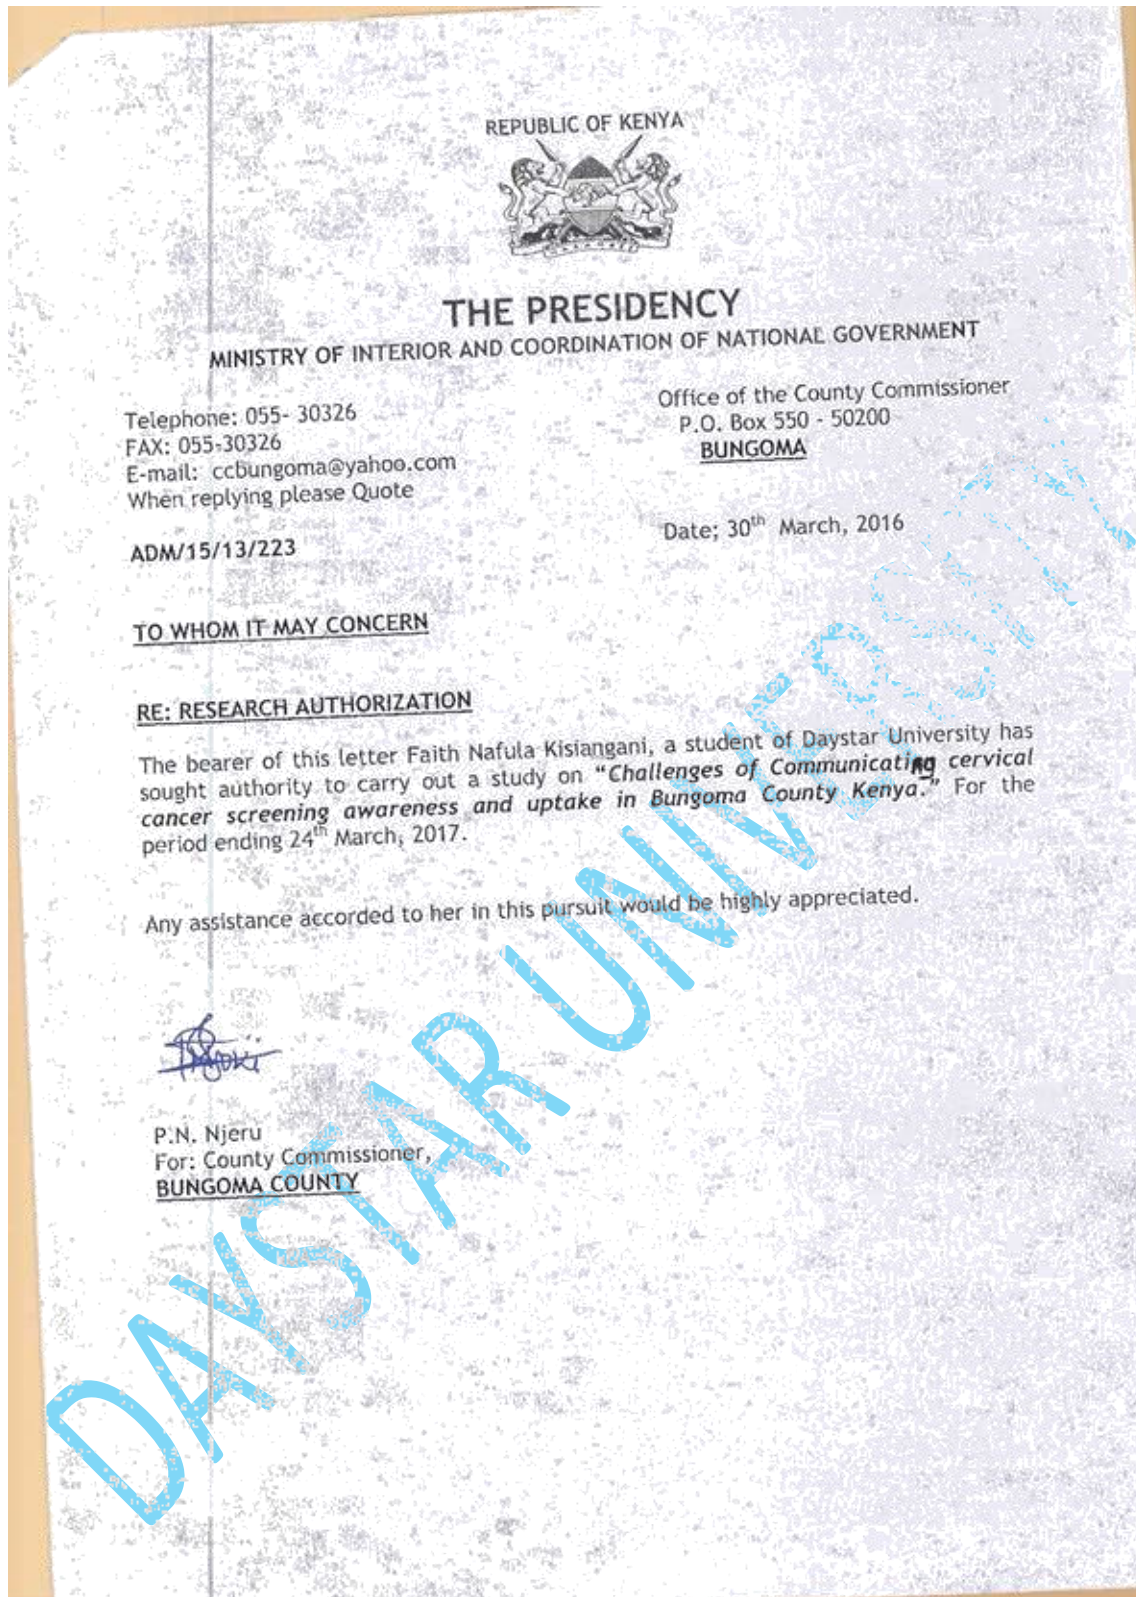 REPUBLIC OF KENYA
THE PRESIDENCY
MINISTRY OF INTERIOR AND COORDINATION OF NATIONAL GOVERNMENT
Telephone: 055- 30326
FAX: 055-30326
E-mail: ccbungoma@yahoo.com
When replying please Quote
ADM/15/13/223
Office of the County Commissioner
P.O. Box 550 - 50200
BUNGOMA
Date; 30th March, 2016
TO WHOM IT MAY CONCERN
RE: RESEARCH AUTHORIZATION
The bearer of this letter Faith Nafula Kisiangani, a student of Daystar University has
sought authority to carry out a study on “Challenges of Communicating cervical
cancer screening awareness and uptake in Bungoma County Kenya.” For the
period ending 24th March, 2017.
Any assistance accorded to her in this pursuit would be highly appreciated.
P.N. Njeru
For: County Commissioner,
BUNGOMA COUNTY
DAYSTAR UNIVERSITY